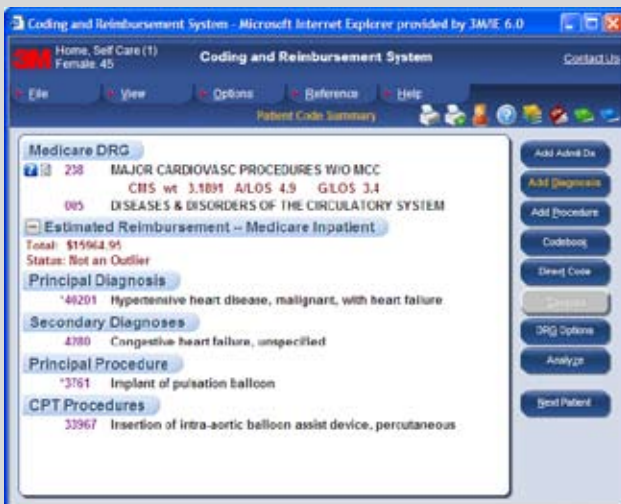 Coding and Reimbursement System - Microsoft Internet Explorer provided by 3M/IE 6.0
3M
Home, Self Care (1)
Female 45
Coding and Reimbursement System
Contact Us
File View Options Reference Help
Patient Code Summary
Medicare DRG
238 MAJOR CARDIOVASC PROCEDURES W/O MCC
CMS wt 3.1891 A/LOS 4.9 G/LOS 3.4
005 DISEASES & DISORDERS OF THE CIRCULATORY SYSTEM
Estimated Reimbursement -- Medicare Inpatient
Total: $15964.95
Status: Not an Outlier
Principal Diagnosis
*40201 Hypertensive heart disease, malignant, with heart failure
Secondary Diagnoses
4280 Congestive heart failure, unspecified
Principal Procedure
*3761 Implant of pulsation balloon
CPT Procedures
33967 Insertion of intra-aortic balloon assist device, percutaneous
Add Admit Dx
Add Diagnosis
Add Procedure
Codebook
Direct Code
DRG Options
Analyze
Next Patient